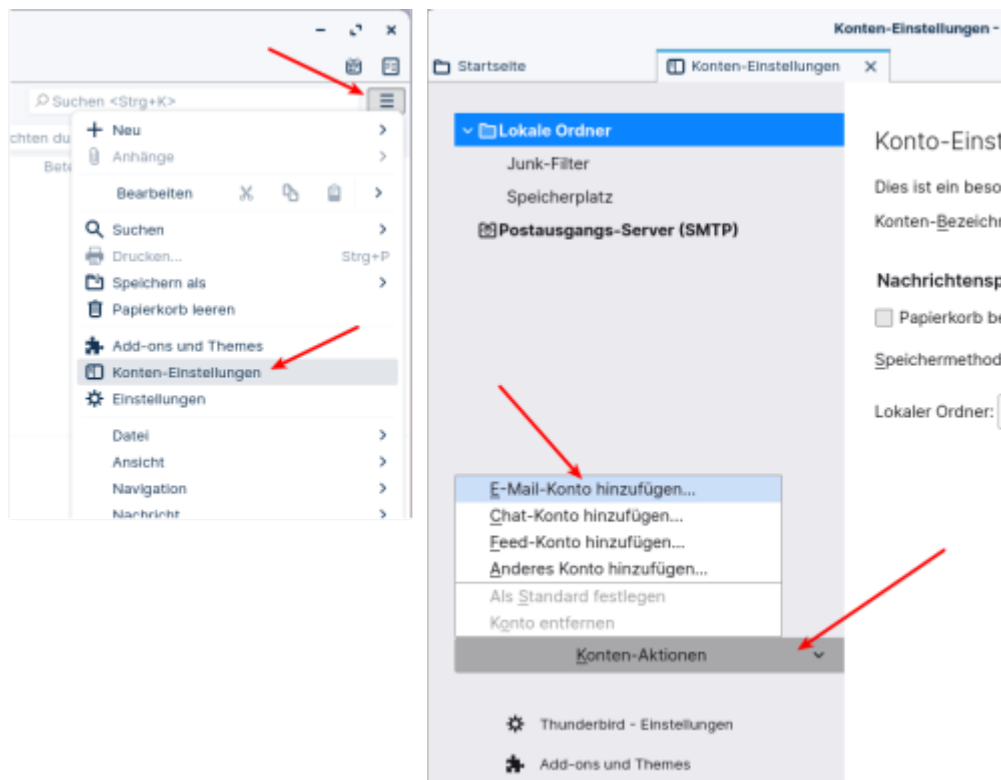 Suchen <Strg+K>
chten du
Bete
Neu
Anhänge
Bearbeiten
Suchen
Drucken... Strg+P
Speichern als
Papierkorb leeren
Add-ons und Themes
Konten-Einstellungen
Einstellungen
Datei
Ansicht
Navigation
Nachricht
Konten-Einstellungen -
Startseite
Konten-Einstellungen
Lokale Ordner
Junk-Filter
Speicherplatz
Postausgangs-Server (SMTP)
Konto-Einst
Dies ist ein beso
Konten-Bezeichn
Nachrichtensp
Papierkorb be
Speichermethod
Lokaler Ordner:
E-Mail-Konto hinzufügen...
Chat-Konto hinzufügen...
Feed-Konto hinzufügen...
Anderes Konto hinzufügen...
Als Standard festlegen
Konto entfernen
Konten-Aktionen
Thunderbird - Einstellungen
Add-ons und Themes